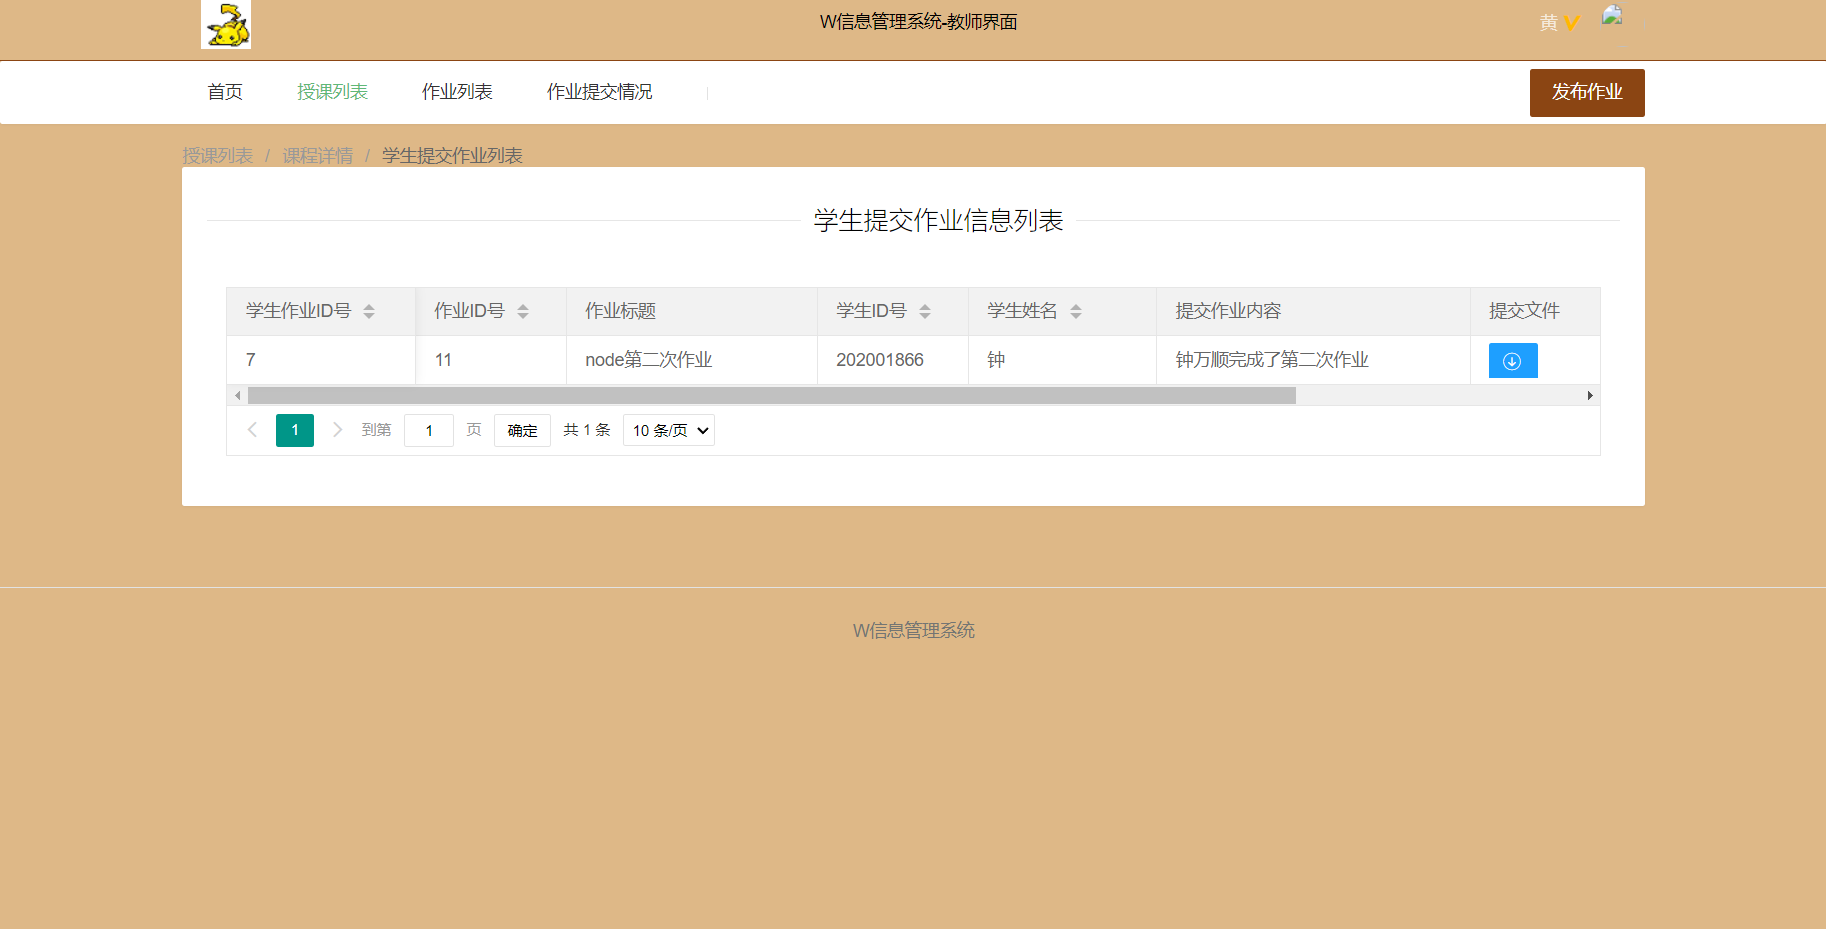 W信息管理系统-教师界面
黄
首页 授课列表 作业列表 作业提交情况 发布作业
授课列表 / 课程详情 / 学生提交作业列表
学生提交作业信息列表
学生作业ID号 作业ID号 作业标题 学生ID号 学生姓名 提交作业内容 提交文件
7 11 node第二次作业 202001866 钟 钟万顺完成了第二次作业
1 到第 1 页 确定 共 1 条 10 条/页
W信息管理系统